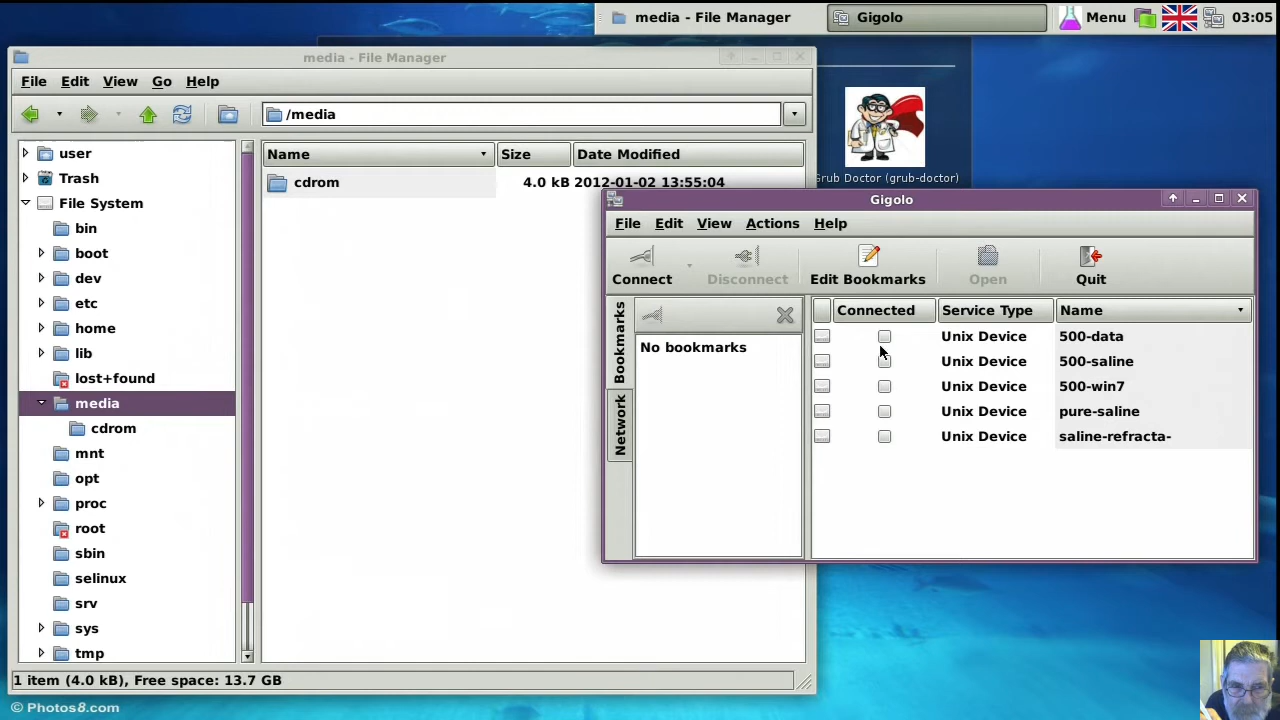 media - File Manager
Gigolo
Menu
03:05
media - File Manager
File Edit View Go Help
/media
user
Trash
File System
bin
boot
dev
etc
home
lib
lost+found
media
cdrom
mnt
opt
proc
root
sbin
selinux
srv
sys
tmp
Name Size Date Modified
cdrom 4.0 kB 2012-01-02 13:55:04
1 item (4.0 kB), Free space: 13.7 GB
Grub Doctor (grub-doctor)
Gigolo
File Edit View Actions Help
Connect Disconnect Edit Bookmarks Open Quit
Bookmarks
Network
No bookmarks
Connected Service Type Name
Unix Device 500-data
Unix Device 500-saline
Unix Device 500-win7
Unix Device pure-saline
Unix Device saline-refracta-
© Photos8.com